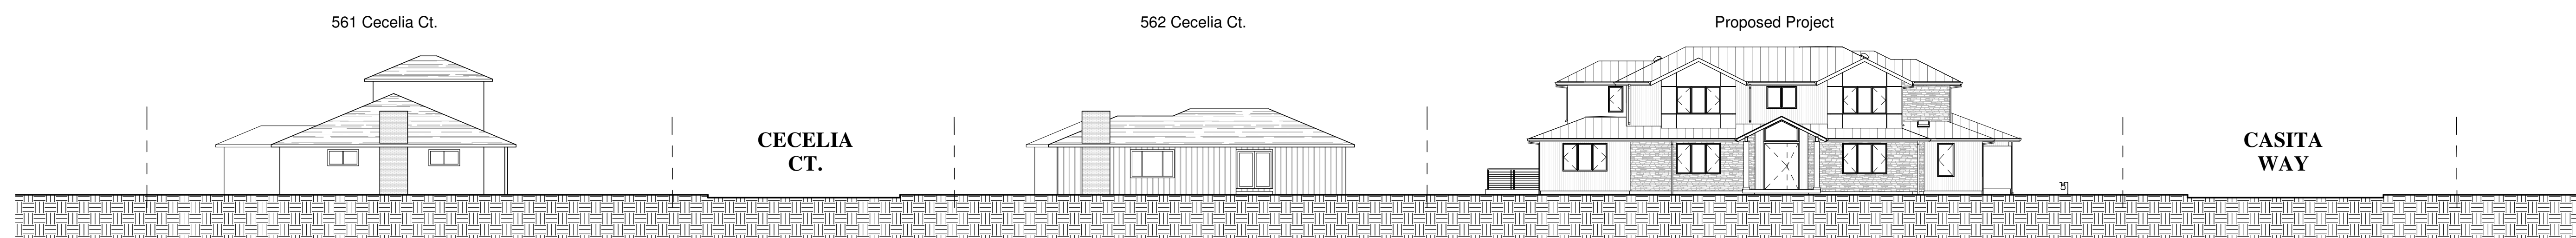 561 Cecelia Ct.
562 Cecelia Ct.
Proposed Project
CECELIA
CT.
CASITA
WAY